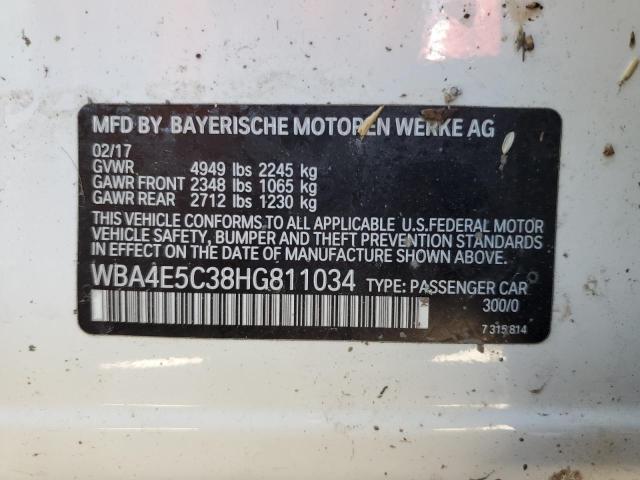 MFD BY BAYERISCHE MOTOREN WERKE AG
02/17
GVWR 4949 lbs 2245 kg
GAWR FRONT 2348 lbs 1065 kg
GAWR REAR 2712 lbs 1230 kg
THIS VEHICLE CONFORMS TO ALL APPLICABLE U.S.FEDERAL MOTOR
VEHICLE SAFETY, BUMPER AND THEFT PREVENTION STANDARDS
IN EFFECT ON THE DATE OF MANUFACTURE SHOWN ABOVE.
WBA4E5C38HG811034 TYPE: PASSENGER CAR
300/0
7 315 814